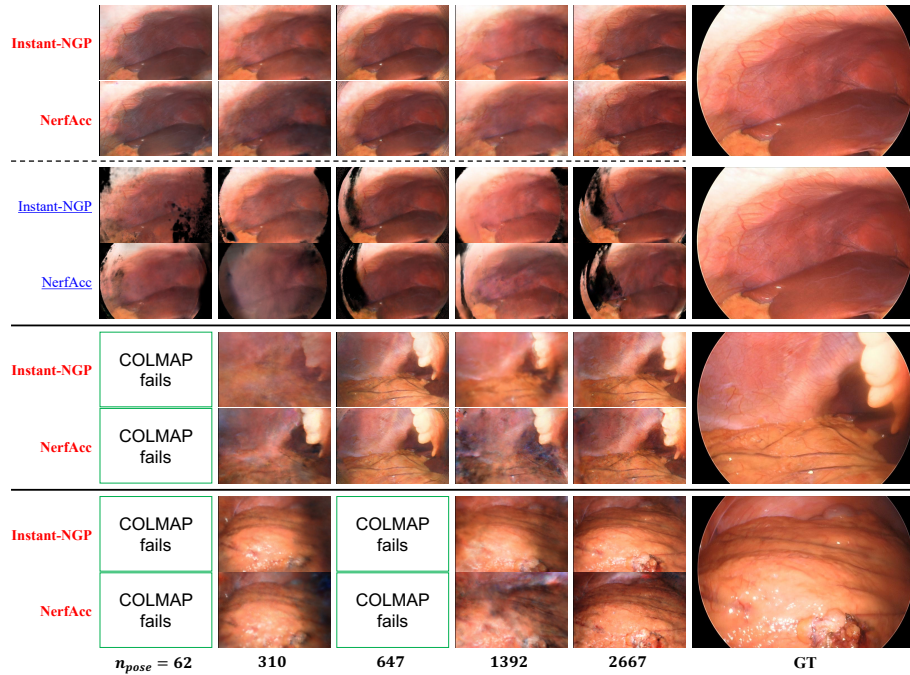 Instant-NGP
NerfAcc
Instant-NGP
NerfAcc
Instant-NGP
COLMAP
fails
NerfAcc
COLMAP
fails
Instant-NGP
COLMAP
fails
COLMAP
fails
NerfAcc
COLMAP
fails
COLMAP
fails
n_pose = 62 310 647 1392 2667 GT